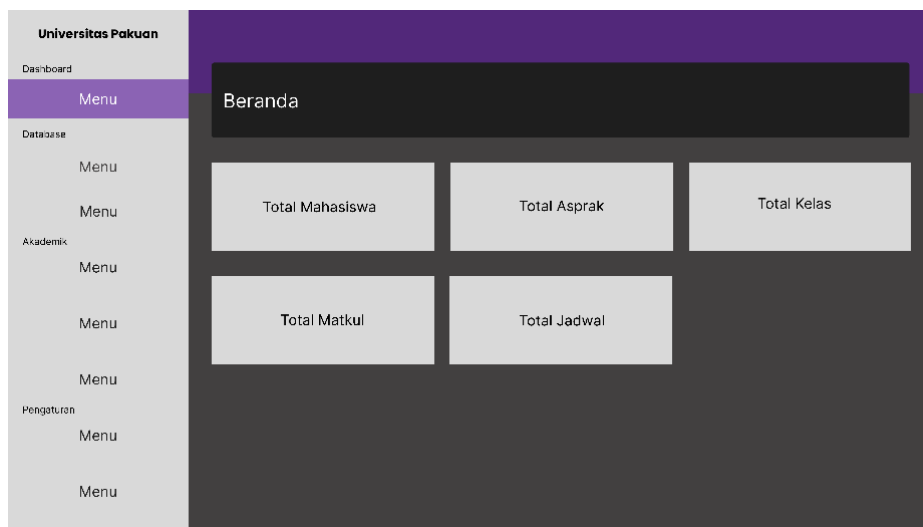 Universitas Pakuan
Dashboard
Menu
Database
Menu
Menu
Akademik
Menu
Menu
Menu
Pengaturan
Menu
Menu
Beranda
Total Mahasiswa
Total Asprak
Total Kelas
Total Matkul
Total Jadwal